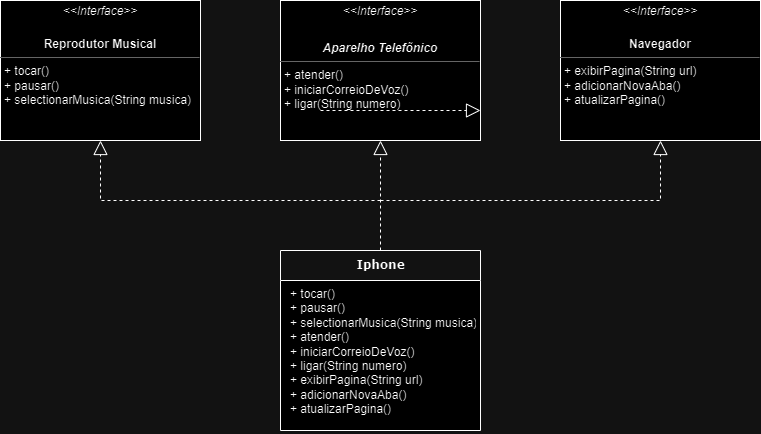 <<Interface>>
Reprodutor Musical
+ tocar()
+ pausar()
+ selectionarMusica(String musica)
<<Interface>>
Aparelho Telefônico
+ atender()
+ iniciarCorreioDeVoz()
+ ligar(String numero)
<<Interface>>
Navegador
+ exibirPagina(String url)
+ adicionarNovaAba()
+ atualizarPagina()
Iphone
+ tocar()
+ pausar()
+ selectionarMusica(String musica)
+ atender()
+ iniciarCorreioDeVoz()
+ ligar(String numero)
+ exibirPagina(String url)
+ adicionarNovaAba()
+ atualizarPagina()